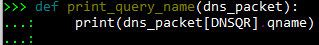 >>> def print_query_name(dns_packet):
...:     print(dns_packet[DNSQR].qname)
...: